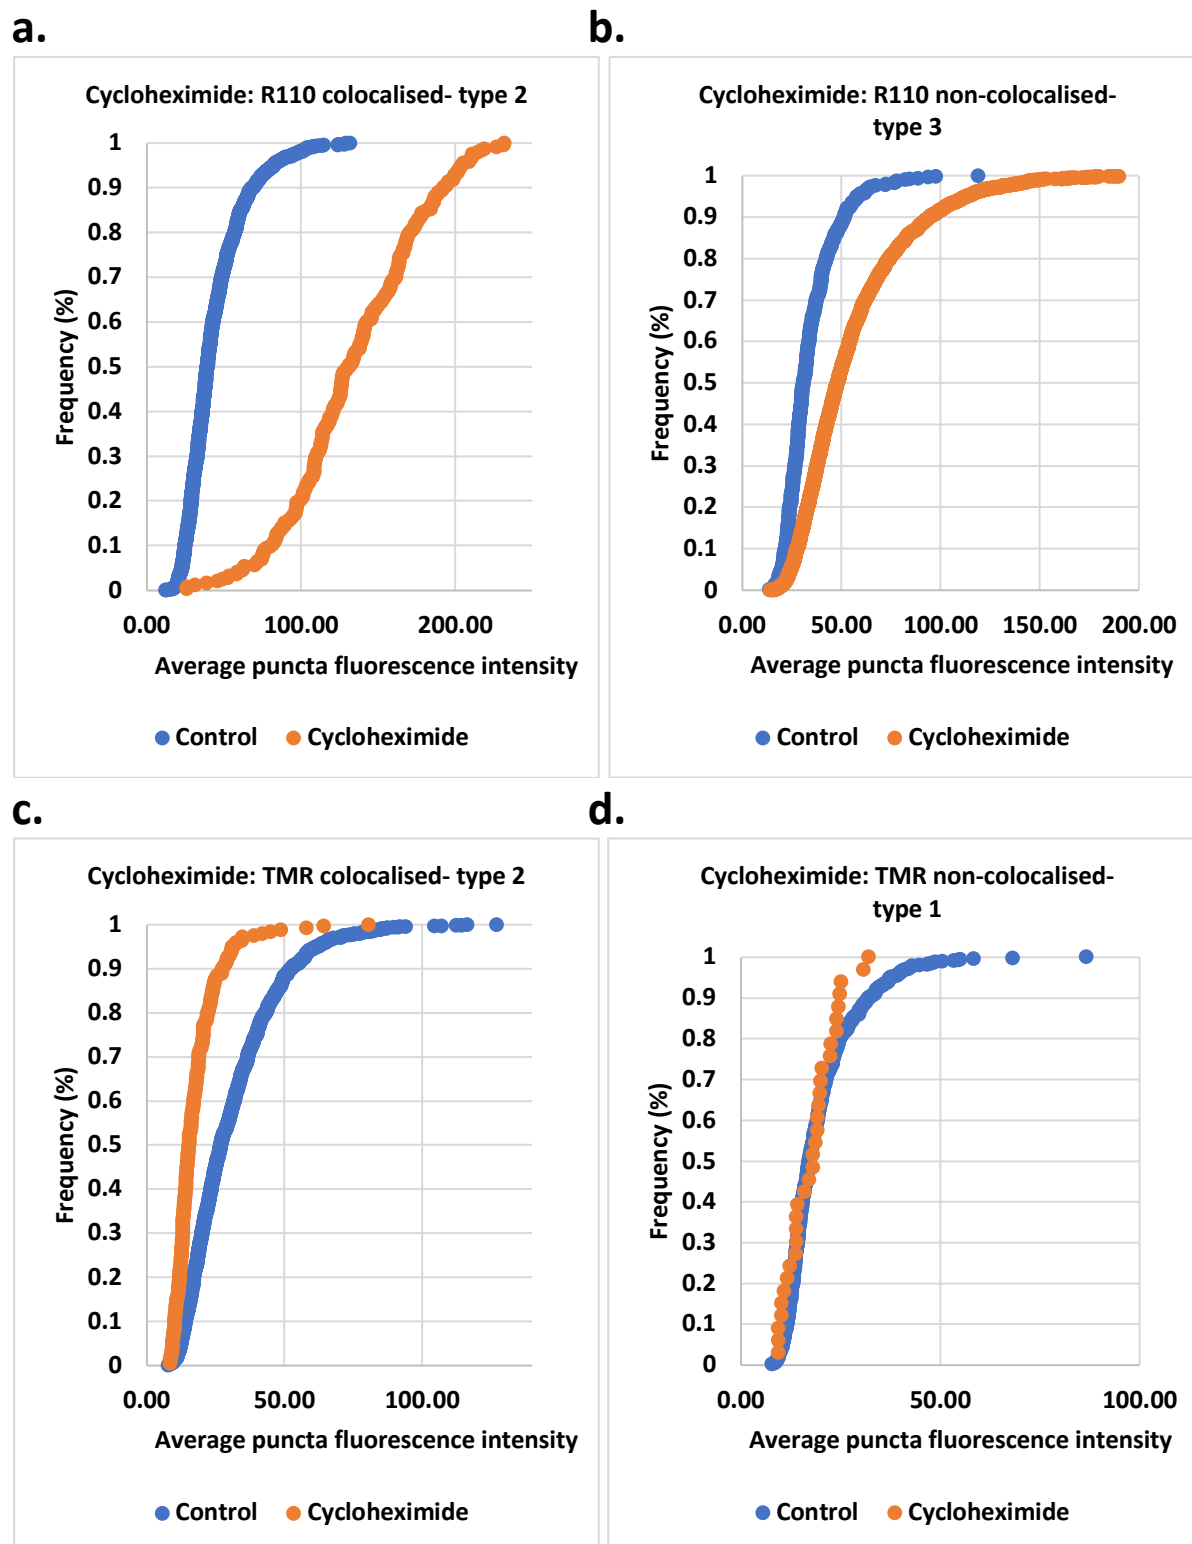 a.
Cycloheximide: R110 colocalised- type 2
1
0.9
0.8
0.7
0.6
0.5
0.4
0.3
0.2
0.1
0
Frequency (%)
0.00 100.00 200.00
Average puncta fluorescence intensity
Control Cycloheximide
b.
Cycloheximide: R110 non-colocalised-
type 3
1
0.9
0.8
0.7
0.6
0.5
0.4
0.3
0.2
0.1
0
Frequency (%)
0.00 50.00 100.00 150.00 200.00
Average puncta fluorescence intensity
Control Cycloheximide
c.
Cycloheximide: TMR colocalised- type 2
1
0.9
0.8
0.7
0.6
0.5
0.4
0.3
0.2
0.1
0
Frequency (%)
0.00 50.00 100.00
Average puncta fluorescence intensity
Control Cycloheximide
d.
Cycloheximide: TMR non-colocalised-
type 1
1
0.9
0.8
0.7
0.6
0.5
0.4
0.3
0.2
0.1
0
Frequency (%)
0.00 50.00 100.00
Average puncta fluorescence intensity
Control Cycloheximide